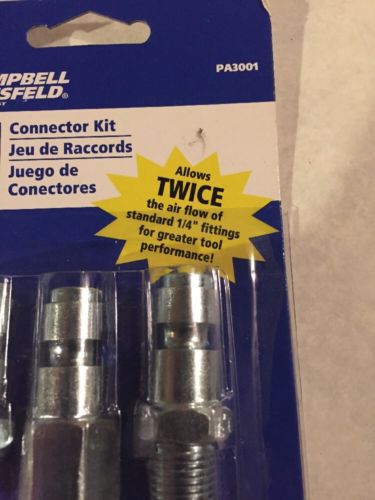 PA3001
MPBELL
SFELD®
Connector Kit
Jeu de Raccords
Juego de
Conectores
Allows
TWICE
the air flow of
standard 1/4" fittings
for greater tool
performance!